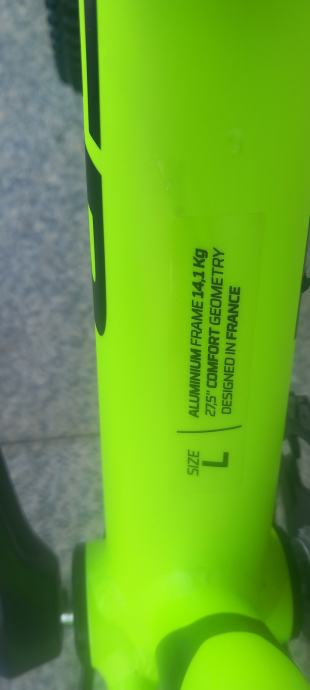 SIZE
L
ALUMINIUM FRAME 14,1 Kg
27,5" COMFORT GEOMETRY
DESIGNED IN FRANCE